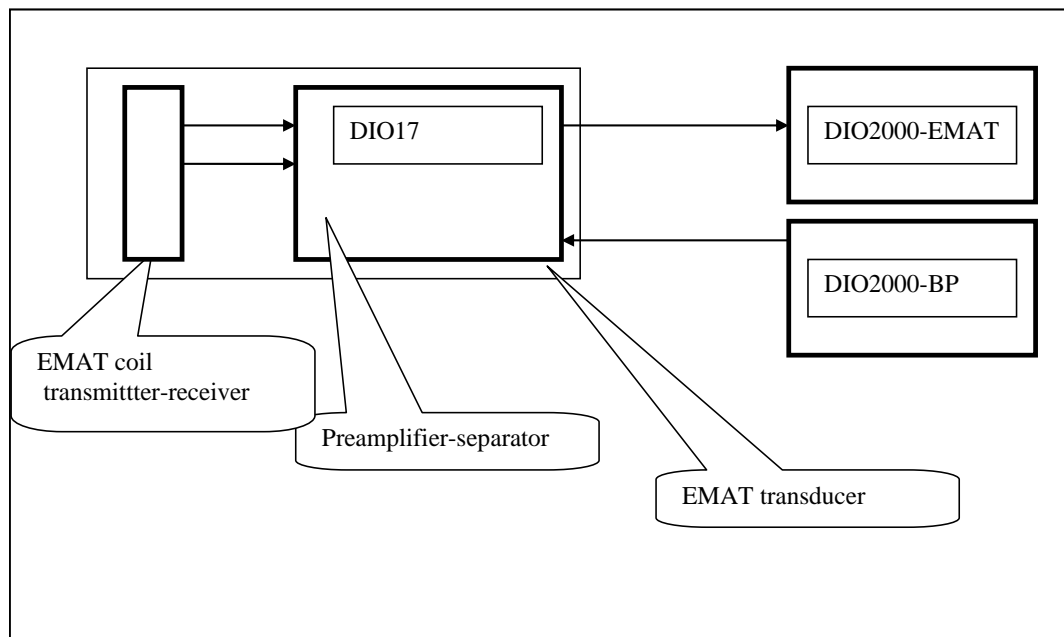 DIO17
DIO2000-EMAT
DIO2000-BP
EMAT coil
transmittter-receiver
Preamplifier-separator
EMAT transducer